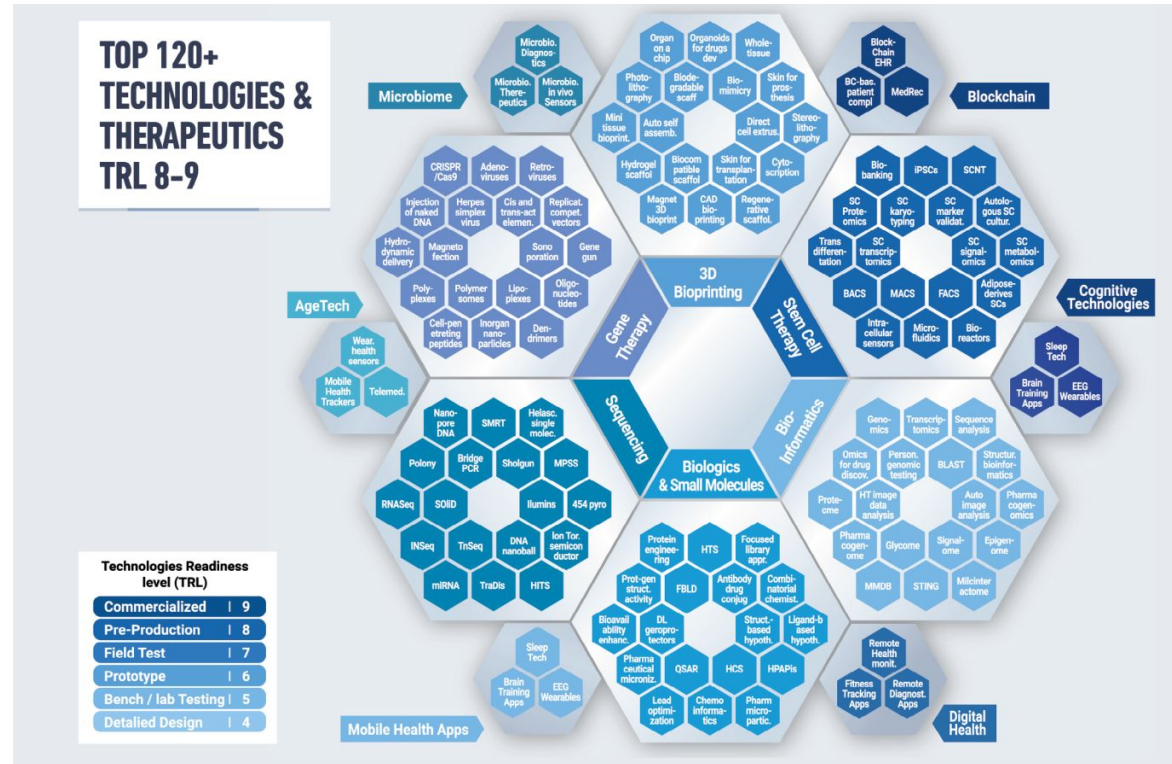 TOP 120+
TECHNOLOGIES &
THERAPEUTICS
TRL 8-9
Microbiome
Microbio.
Diagnos-
tics
Microbio.
There-
peutics
Microbio.
in vivo
Sensors
Organ
on a
chip
Organoids
for drugs
dev
Whole-
tissue
Photo-
litho-
graphy
Biode-
gradable
scaff
Bio-
mimicry
Skin for
pros-
thesis
Mini
tissue
bioprint.
Auto self
assemb.
Direct
cell extrus.
Stereo-
litho-
graphy
Hydrogel
scaffol
Biocom
patible
scaffol
Skin for
transplan-
tation
Cyto-
scription
Magnet
3D
bioprint
CAD
bio-
printing
Regene-
rative
scaffol.
3D
Bioprinting
Blockchain
Block-
Chain
EHR
BC-bas.
patient
compl
MedRec
CRISPR
/Cas9
Adeno-
viruses
Retro-
viruses
Injection
of naked
DNA
Herpes
simplex
virus
Cis and
trans-act
elemen.
Replicat.
compet.
vectors
Hydro-
dynamic
delivery
Magneto
fection
Sono
poration
Gene
gun
Poly-
plexes
Polymer
somes
Lipo-
plexes
Oligo-
nucleo-
tides
Cell-pen
etreting
peptides
Inorgan
nano-
parlicles
Den-
drimers
Gene
Therapy
Bio-
banking
iPSCs
SCNT
SC
Prote-
omics
SC
karyo-
typing
SC
marker
validat.
Autolo-
gous SC
cultur.
Trans
differen-
tation
SC
transcrip-
tomics
SC
signal-
omics
SC
metabol-
omics
BACS
MACS
FACS
Adipose-
derives
SCs
Intra-
cellular
sensors
Micro-
fluidics
Bio-
reactors
Stem Cell
Therapy
AgeTech
Wear.
health
sensors
Mobile
Health
Trackers
Telemed.
Cognitive
Technologies
Sleep
Tech
Brain
Training
Apps
EEG
Wearables
Sequencing
Nano-
pore
DNA
SMRT
Helasc.
single
molec.
Polony
Bridge
PCR
Sholgun
MPSS
RNASeq
SOliD
Ilumins
454 pyro
INSeq
TnSeq
DNA
nanoball
Ion Tor.
semicon
ductor
mIRNA
TraDis
HITS
Bio-
Informatics
Geno-
mics
Transcrip-
tomics
Sequence
analysis
Omics
for drug
discov.
Person.
genomic
testing
BLAST
Structur.
bioinfor-
matics
Prote-
cme
HT image
data
analysis
Auto
image
analysis
Pharma
cogen-
omics
Pharma
cogen-
ome
Glycome
Signal-
ome
Epigen-
ome
MMDB
STING
Milcinter
actome
Biologics
& Small Molecules
Protein
enginee-
ring
HTS
Focused
library
appr.
Prot-gen
struct.
activity
FBLD
Antibody
drug
conjug
Combi-
natorial
chemist.
Bioavail
ability
enhanc.
DL
geropro-
tectors
Struct.-
based
hypoth.
Ligand-b
ased
hypoth.
Pharma
ceutical
microniz.
QSAR
HCS
HPAPis
Lead
optimi-
zation
Chemo
informa-
tics
Pharm
micro-
partic.
Technologies Readiness
level (TRL)
Commercialized | 9
Pre-Production | 8
Field Test | 7
Prototype | 6
Bench / lab Testing | 5
Detalied Design | 4
Mobile Health Apps
Sleep
Tech
Brain
Training
Apps
EEG
Wearables
Digital
Health
Remote
Health
monit.
Fitness
Tracking
Apps
Remote
Diagnost.
Apps